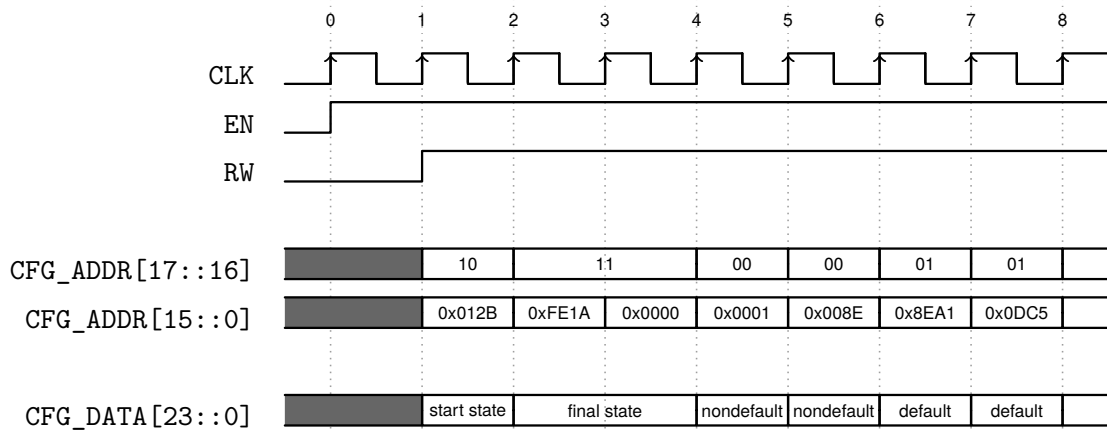 0 1 2 3 4 5 6 7 8
CLK
EN
RW
CFG_ADDR[17::16] 10 11 00 00 01 01
CFG_ADDR[15::0] 0x012B 0xFE1A 0x0000 0x0001 0x008E 0x8EA1 0x0DC5
CFG_DATA[23::0] start state final state nondefault nondefault default default